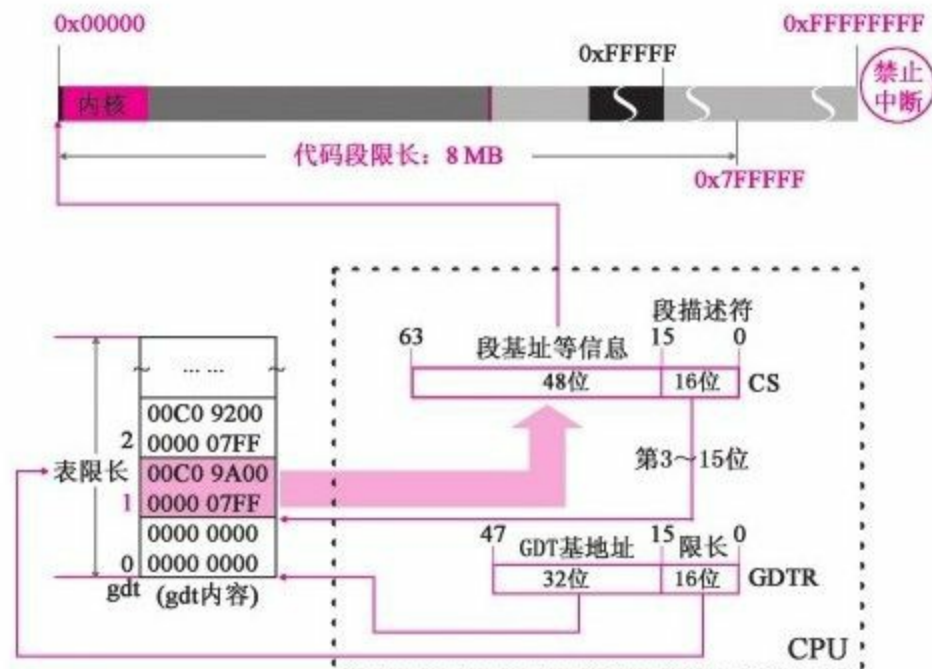 0x00000
0xFFFFFFFF
0xFFFFF
禁止
中断
内核
代码段限长：8 MB
0x7FFFFF
段描述符
63
15
0
段基址等信息
48位
16位
CS
… …
00C0 9200
2
0000 07FF
表限长
00C0 9A00
第3～15位
1
0000 07FF
0000 0000
47
15
0
GDT基地址
限长
0
0000 0000
32位
16位
GDTR
gdt
(gdt内容)
CPU